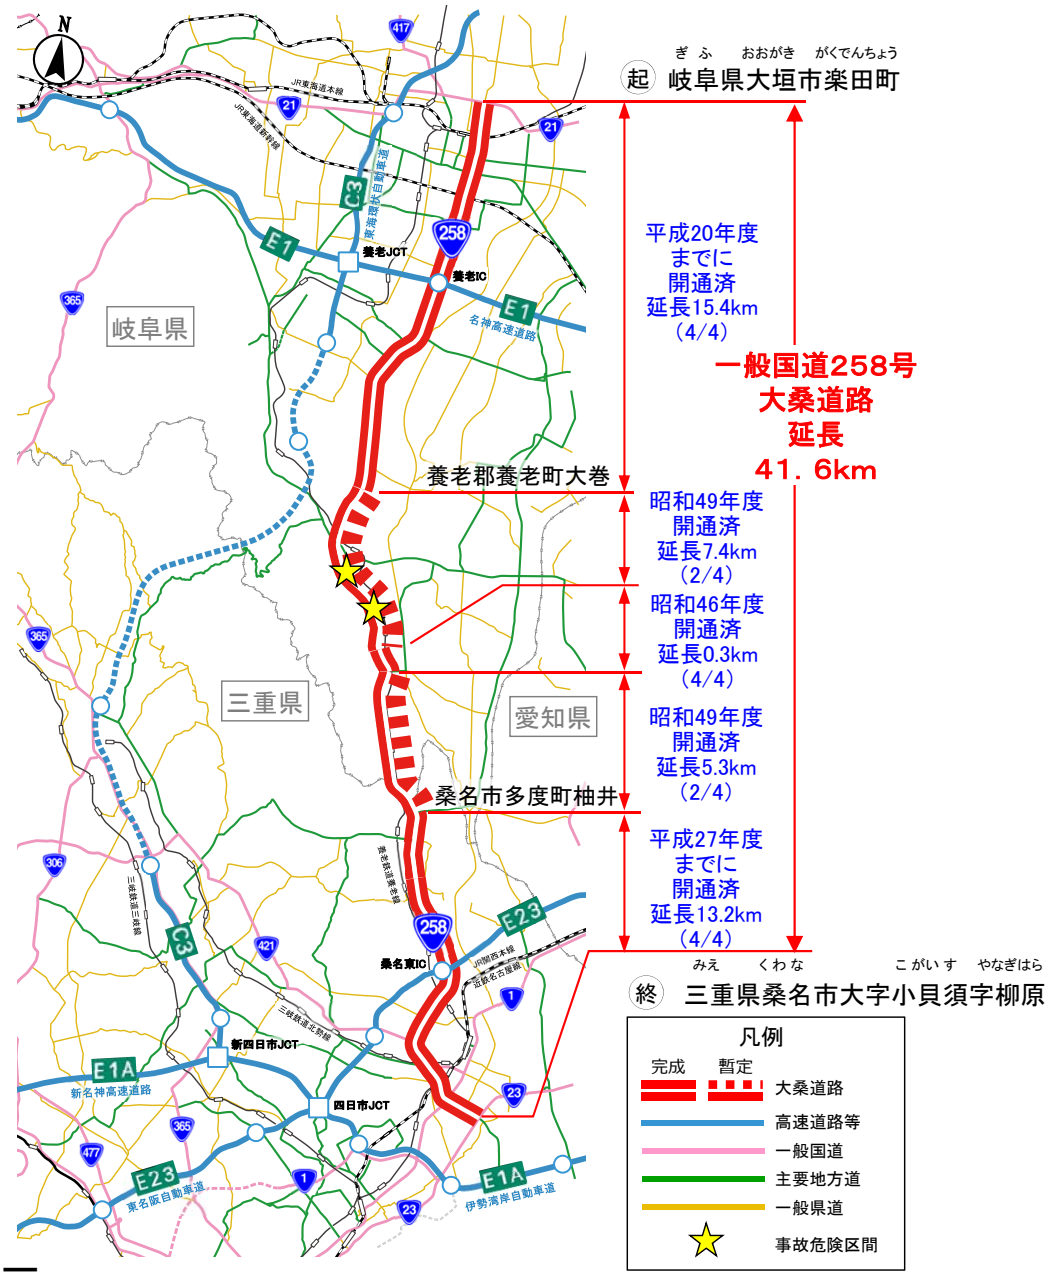 N
417
ぎふ おおがき がくでんちょう
起 岐阜県大垣市楽田町
JR東海道本線
21
JR東海道新幹線
21
C3
東海環状自動車道
258
平成20年度
までに
開通済
延長15.4km
(4/4)
E1
養老JCT
養老IC
365
E1
名神高速道路
岐阜県
一般国道258号
大桑道路
延長
41.6km
養老郡養老町大巻
昭和49年度
開通済
延長7.4km
(2/4)
昭和46年度
開通済
延長0.3km
(4/4)
365
三重県
愛知県
昭和49年度
開通済
延長5.3km
(2/4)
桑名市多度町柚井
平成27年度
までに
開通済
延長13.2km
(4/4)
306
養老鉄道養老線
三岐鉄道三岐線
258
E23
C3
421
桑名東IC
JR関西本線
近鉄名古屋線
みえ くわな こがいす やなぎはら
終 三重県桑名市大字小貝須字柳原
1
三岐鉄道北勢線
新四日市JCT
E1A
新名神高速道路
四日市JCT
23
365
477
E23
東名阪自動車道
1
E1A
伊勢湾岸自動車道
23
凡例
完成 暫定
大桑道路
高速道路等
一般国道
主要地方道
一般県道
事故危険区間